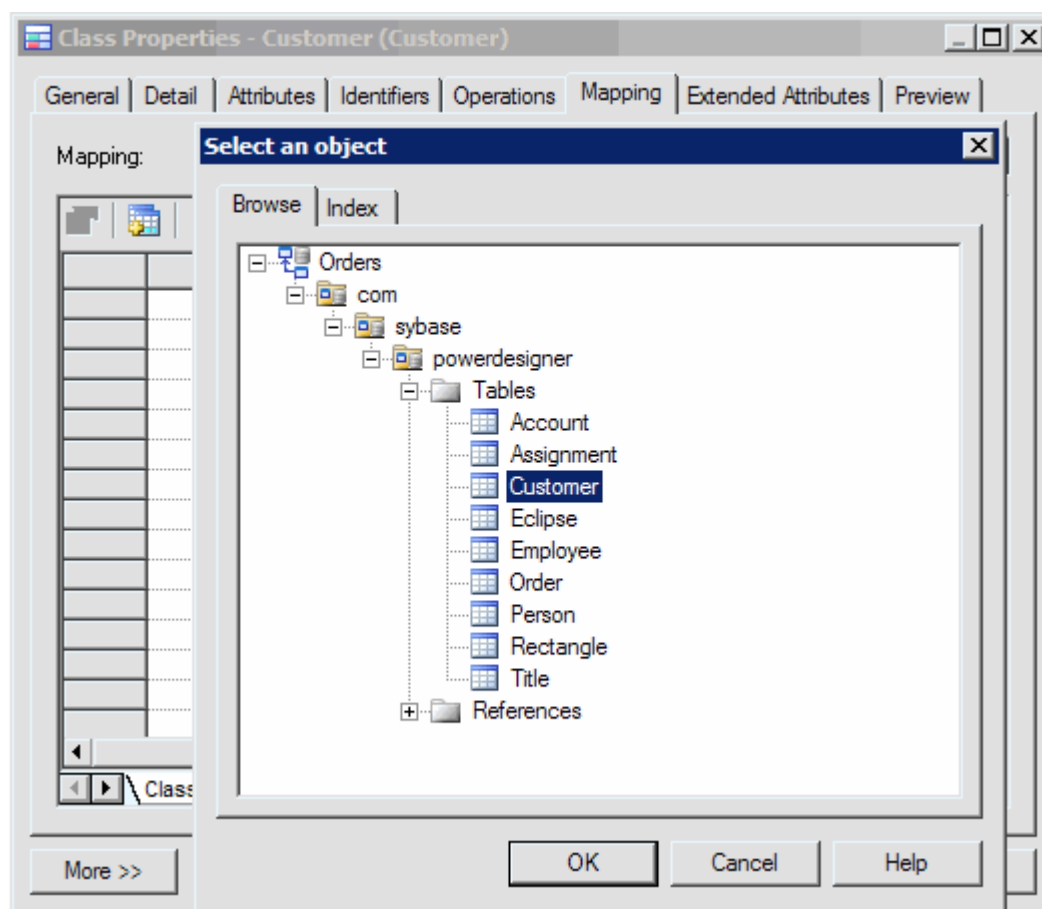 Class Properties - Customer (Customer)
General Detail Attributes Identifiers Operations Mapping Extended Attributes Preview
Mapping:
Select an object
Browse Index
Orders
com
sybase
powerdesigner
Tables
Account
Assignment
Customer
Eclipse
Employee
Order
Person
Rectangle
Title
References
Class
OK Cancel Help
More >>